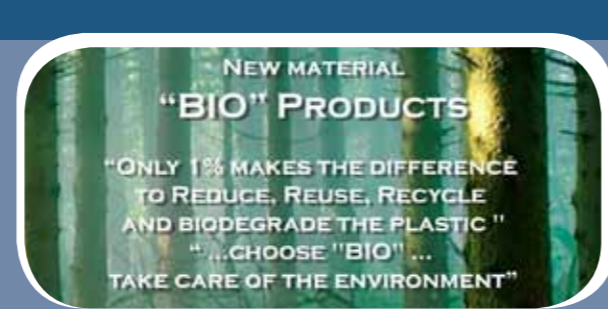 NEW MATERIAL
"BIO" PRODUCTS
"ONLY 1% MAKES THE DIFFERENCE
TO REDUCE, REUSE, RECYCLE
AND BIODEGRADE THE PLASTIC "
" ...CHOOSE "BIO" ...
TAKE CARE OF THE ENVIRONMENT"